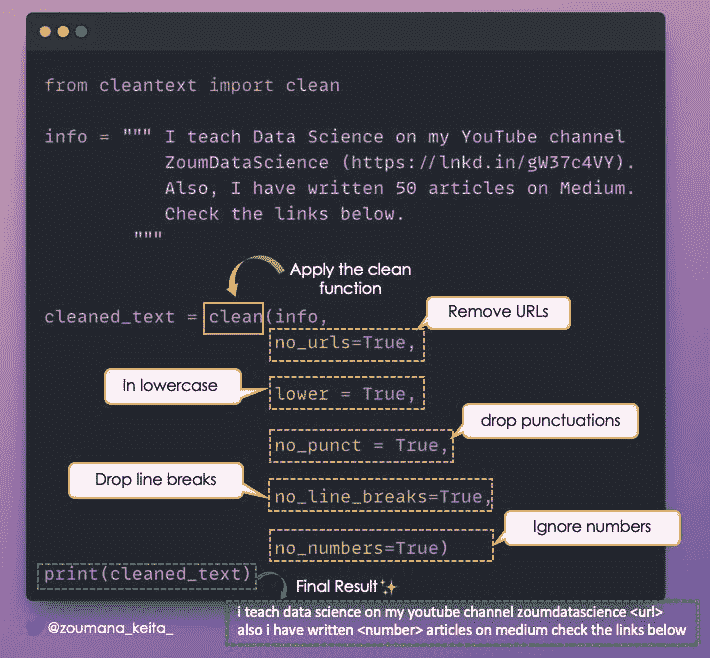 from cleantext import clean
info = """ I teach Data Science on my YouTube channel
ZoumDataScience (https://lnkd.in/gW37c4VY).
Also, I have written 50 articles on Medium.
Check the links below.
"""
Apply the clean
function
cleaned_text = clean(info,
Remove URLs
no_urls=True,
In lowercase
lower = True,
drop punctuations
no_punct = True,
Drop line breaks
no_line_breaks=True,
Ignore numbers
no_numbers=True)
print(cleaned_text)
Final Result✨
i teach data science on my youtube channel zoumdatascience <url>
also i have written <number> articles on medium check the links below
@zoumana_keita_